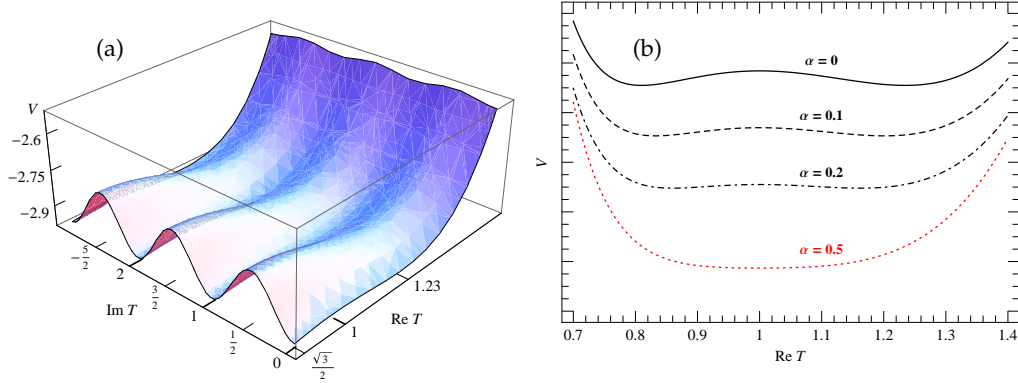 (a)
V
−2.6
−2.75
−2.9
5/2
2
3/2
1
1/2
0
Im T
√3/2
1
1.23
Re T
(b)
α = 0
α = 0.1
α = 0.2
α = 0.5
V
0.7 0.8 0.9 1 1.1 1.2 1.3 1.4
Re T